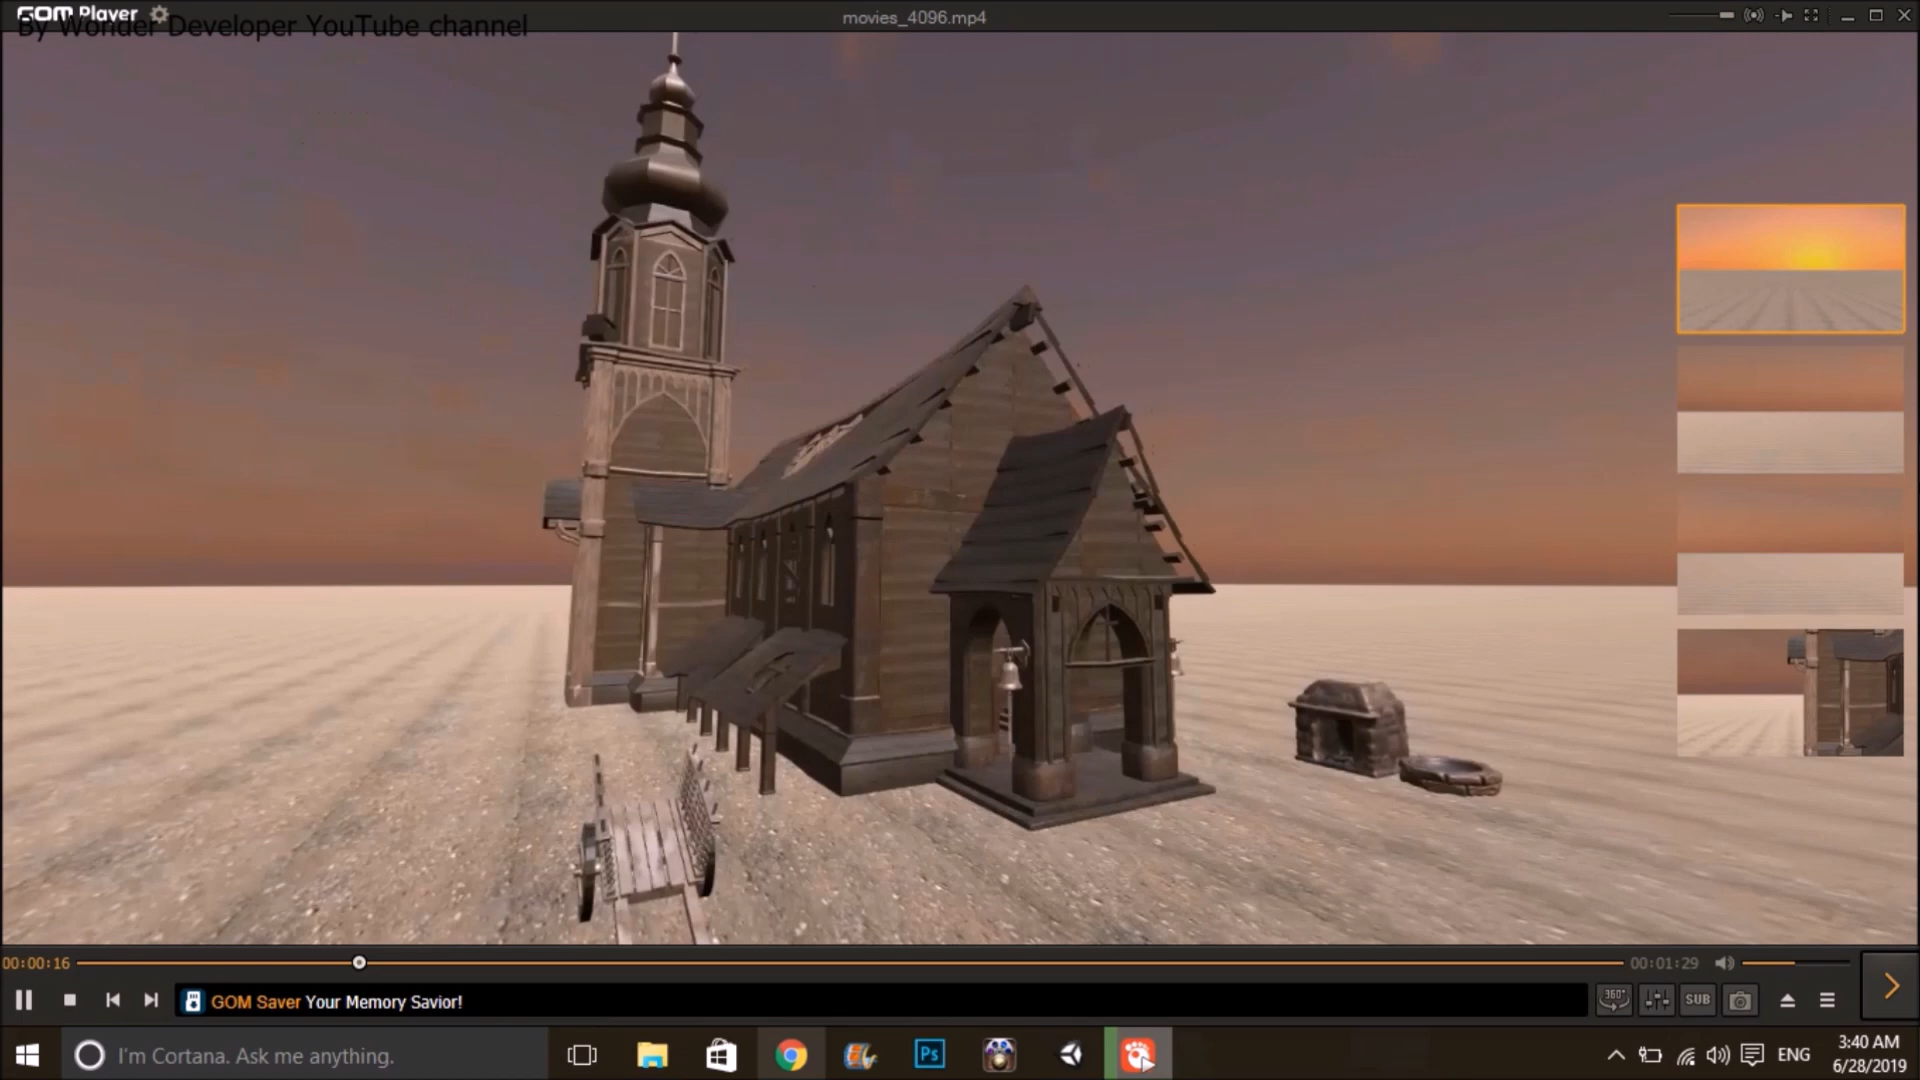 GOM Player
By Wonder Developer YouTube channel
movies_4096.mp4
00:00:16
00:01:29
GOM Saver Your Memory Savior!
360°
SUB
I'm Cortana. Ask me anything.
Ps
ENG
3:40 AM
6/28/2019